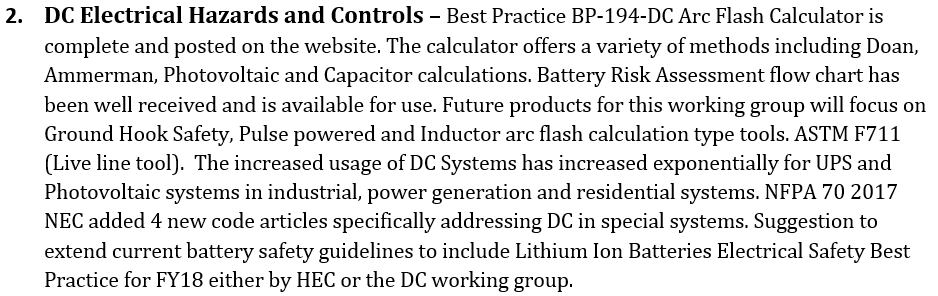 2. DC Electrical Hazards and Controls – Best Practice BP-194-DC Arc Flash Calculator is
complete and posted on the website. The calculator offers a variety of methods including Doan,
Ammerman, Photovoltaic and Capacitor calculations. Battery Risk Assessment flow chart has
been well received and is available for use. Future products for this working group will focus on
Ground Hook Safety, Pulse powered and Inductor arc flash calculation type tools. ASTM F711
(Live line tool).  The increased usage of DC Systems has increased exponentially for UPS and
Photovoltaic systems in industrial, power generation and residential systems. NFPA 70 2017
NEC added 4 new code articles specifically addressing DC in special systems. Suggestion to
extend current battery safety guidelines to include Lithium Ion Batteries Electrical Safety Best
Practice for FY18 either by HEC or the DC working group.